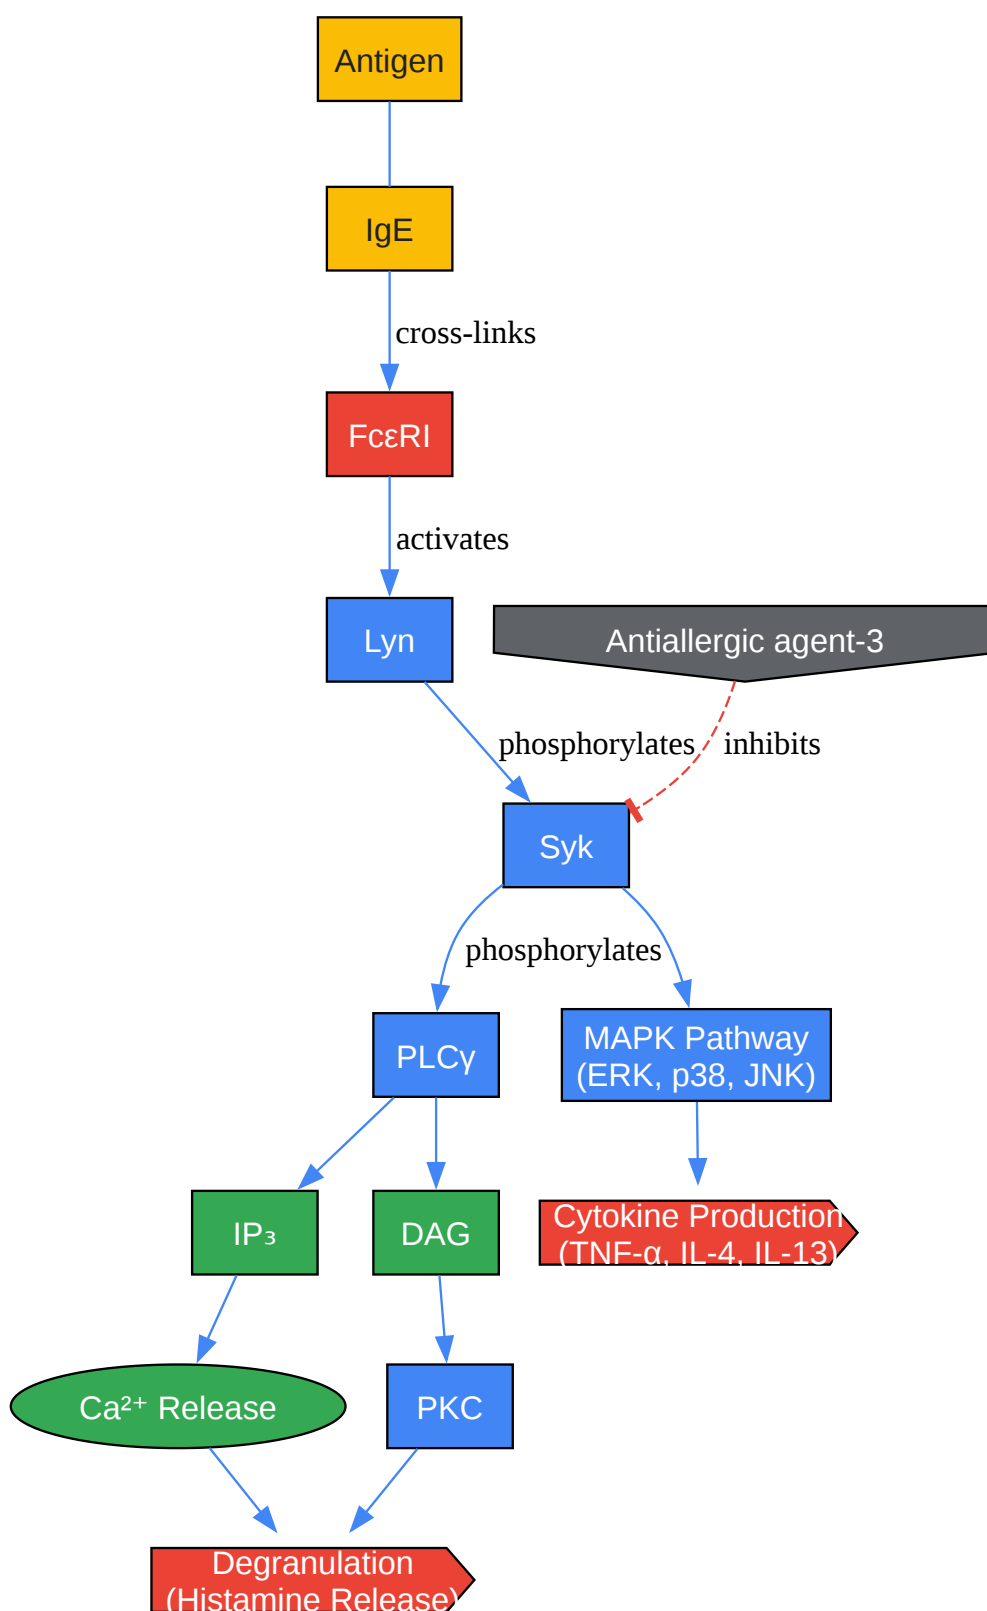 Antigen
IgE
cross-links
FcεRI
activates
Lyn
Antiallergic agent-3
phosphorylates
inhibits
Syk
phosphorylates
PLCγ
MAPK Pathway
(ERK, p38, JNK)
IP₃
DAG
Cytokine Production
(TNF-α, IL-4, IL-13)
Ca²⁺ Release
PKC
Degranulation
(Histamine Release)